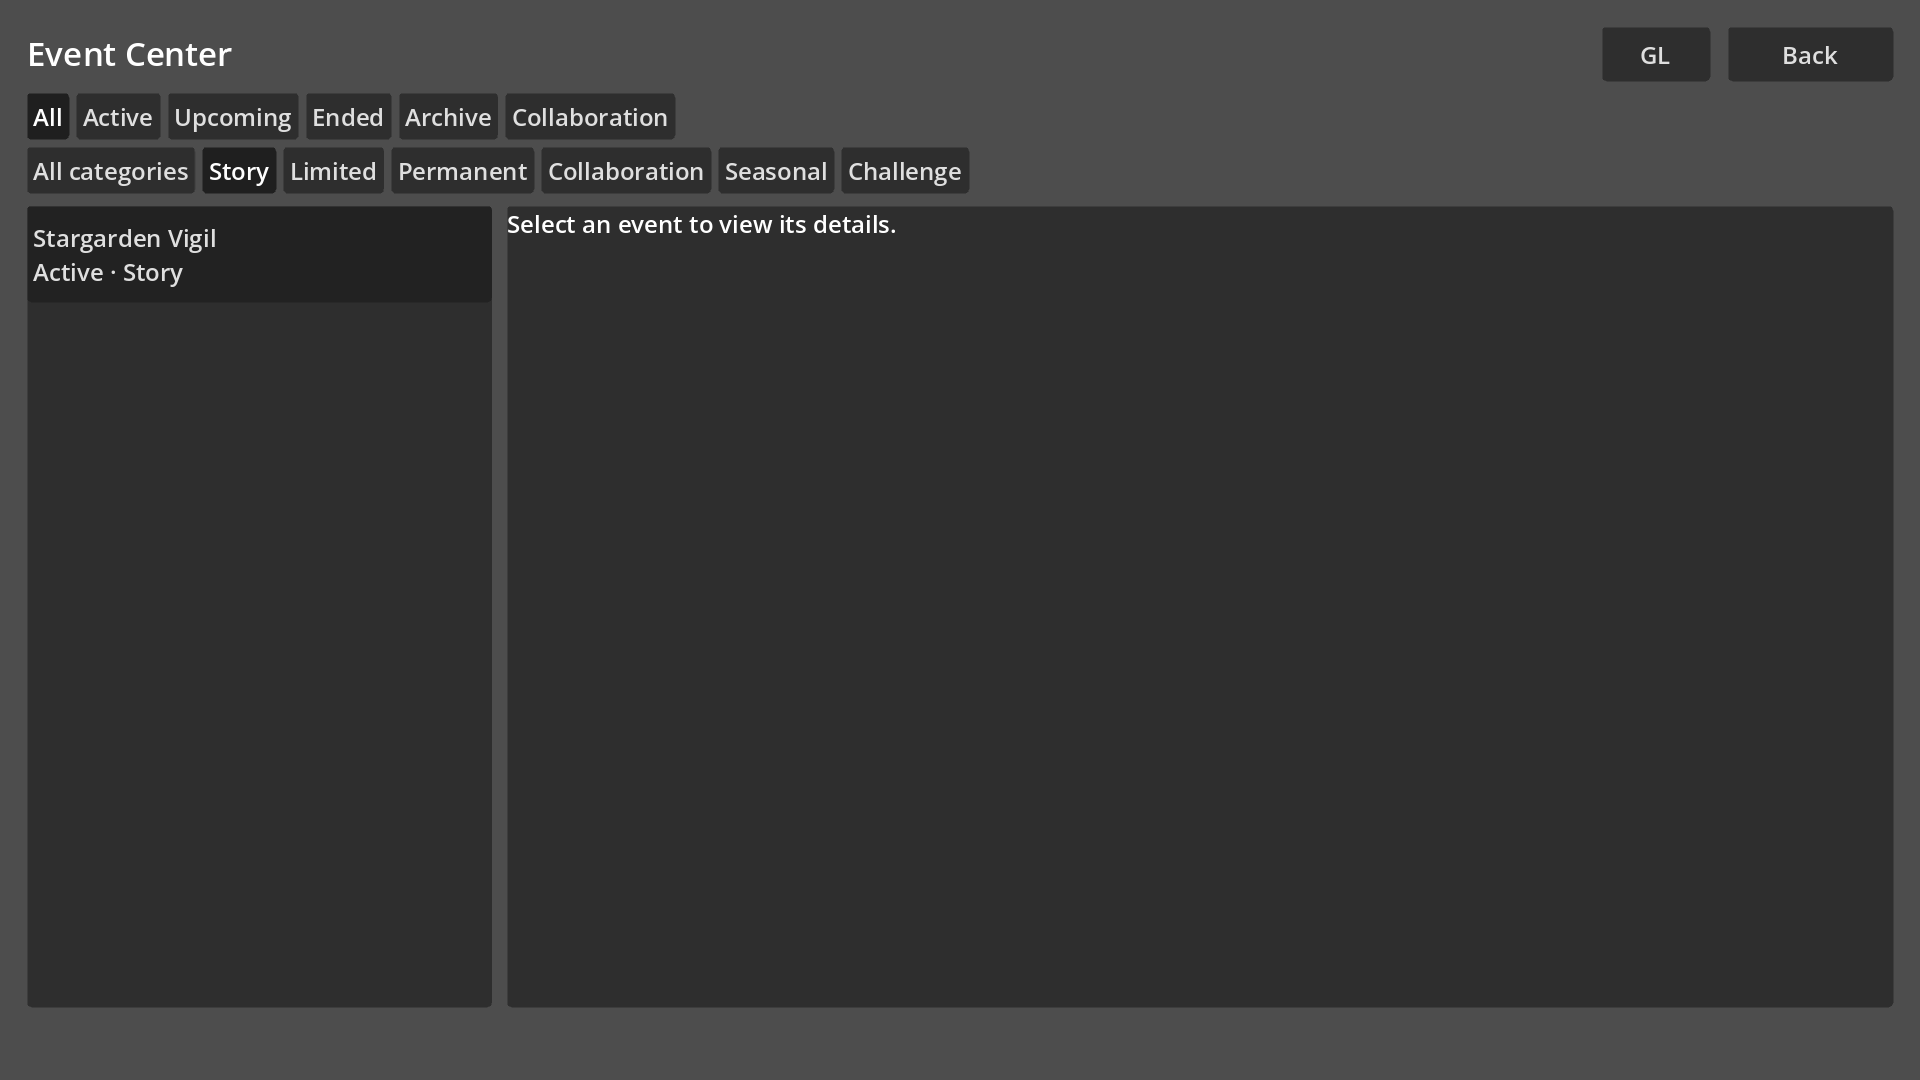 Event Center
GL
Back
All
Active
Upcoming
Ended
Archive
Collaboration
All categories
Story
Limited
Permanent
Collaboration
Seasonal
Challenge
Stargarden Vigil
Active · Story
Select an event to view its details.